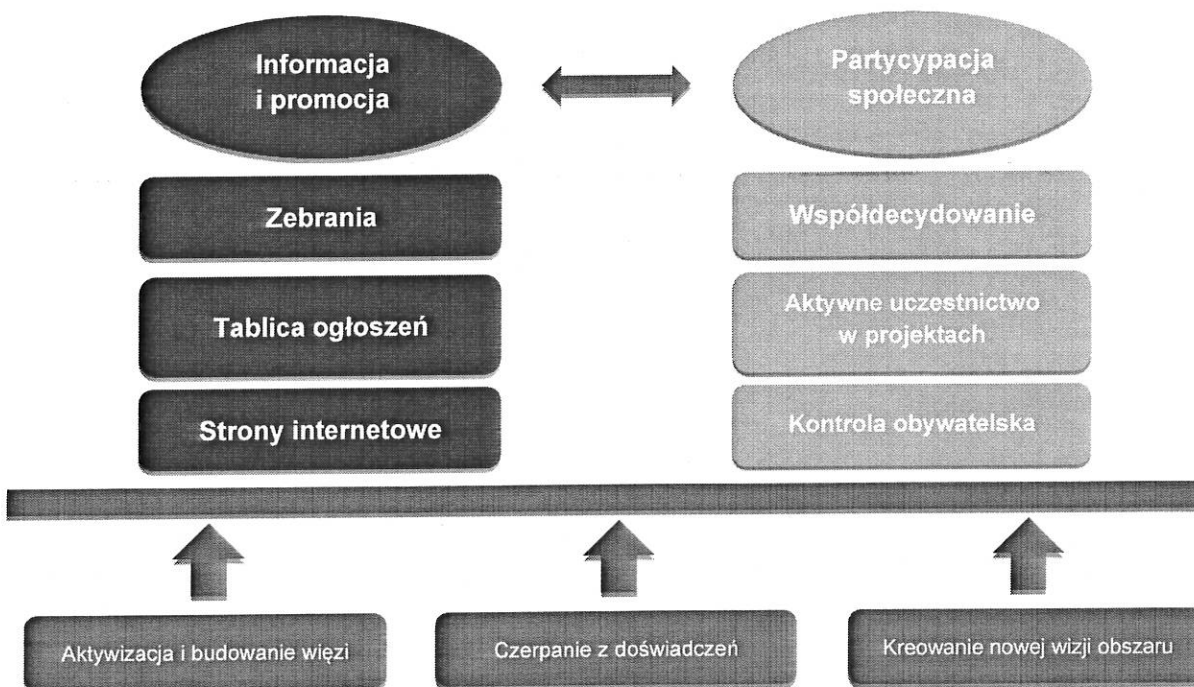 Informacja
i promocja
Partycypacja
społeczna
Zebrania
Współdecydowanie
Tablica ogłoszeń
Aktywne uczestnictwo
w projektach
Strony internetowe
Kontrola obywatelska
Aktywizacja i budowanie więzi
Czerpanie z doświadczeń
Kreowanie nowej wizji obszaru